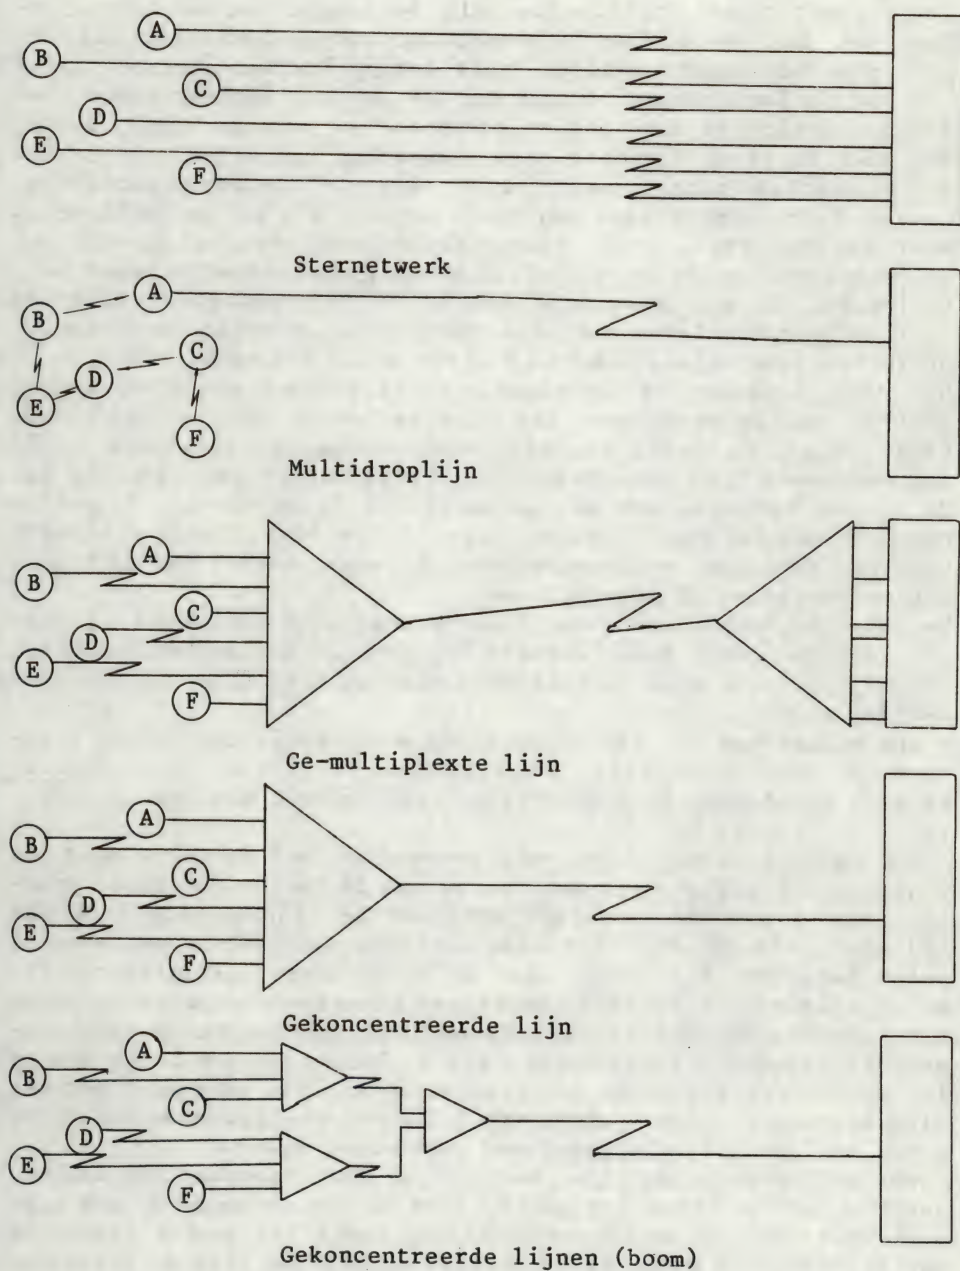 A
B
C
D
E
F
Sternetwerk
A
B
C
D
E
F
Multidroplijn
A
B
C
D
E
F
Ge-multiplexte lijn
A
B
C
D
E
F
Gekoncentreerde lijn
A
B
C
D
E
F
Gekoncentreerde lijnen (boom)